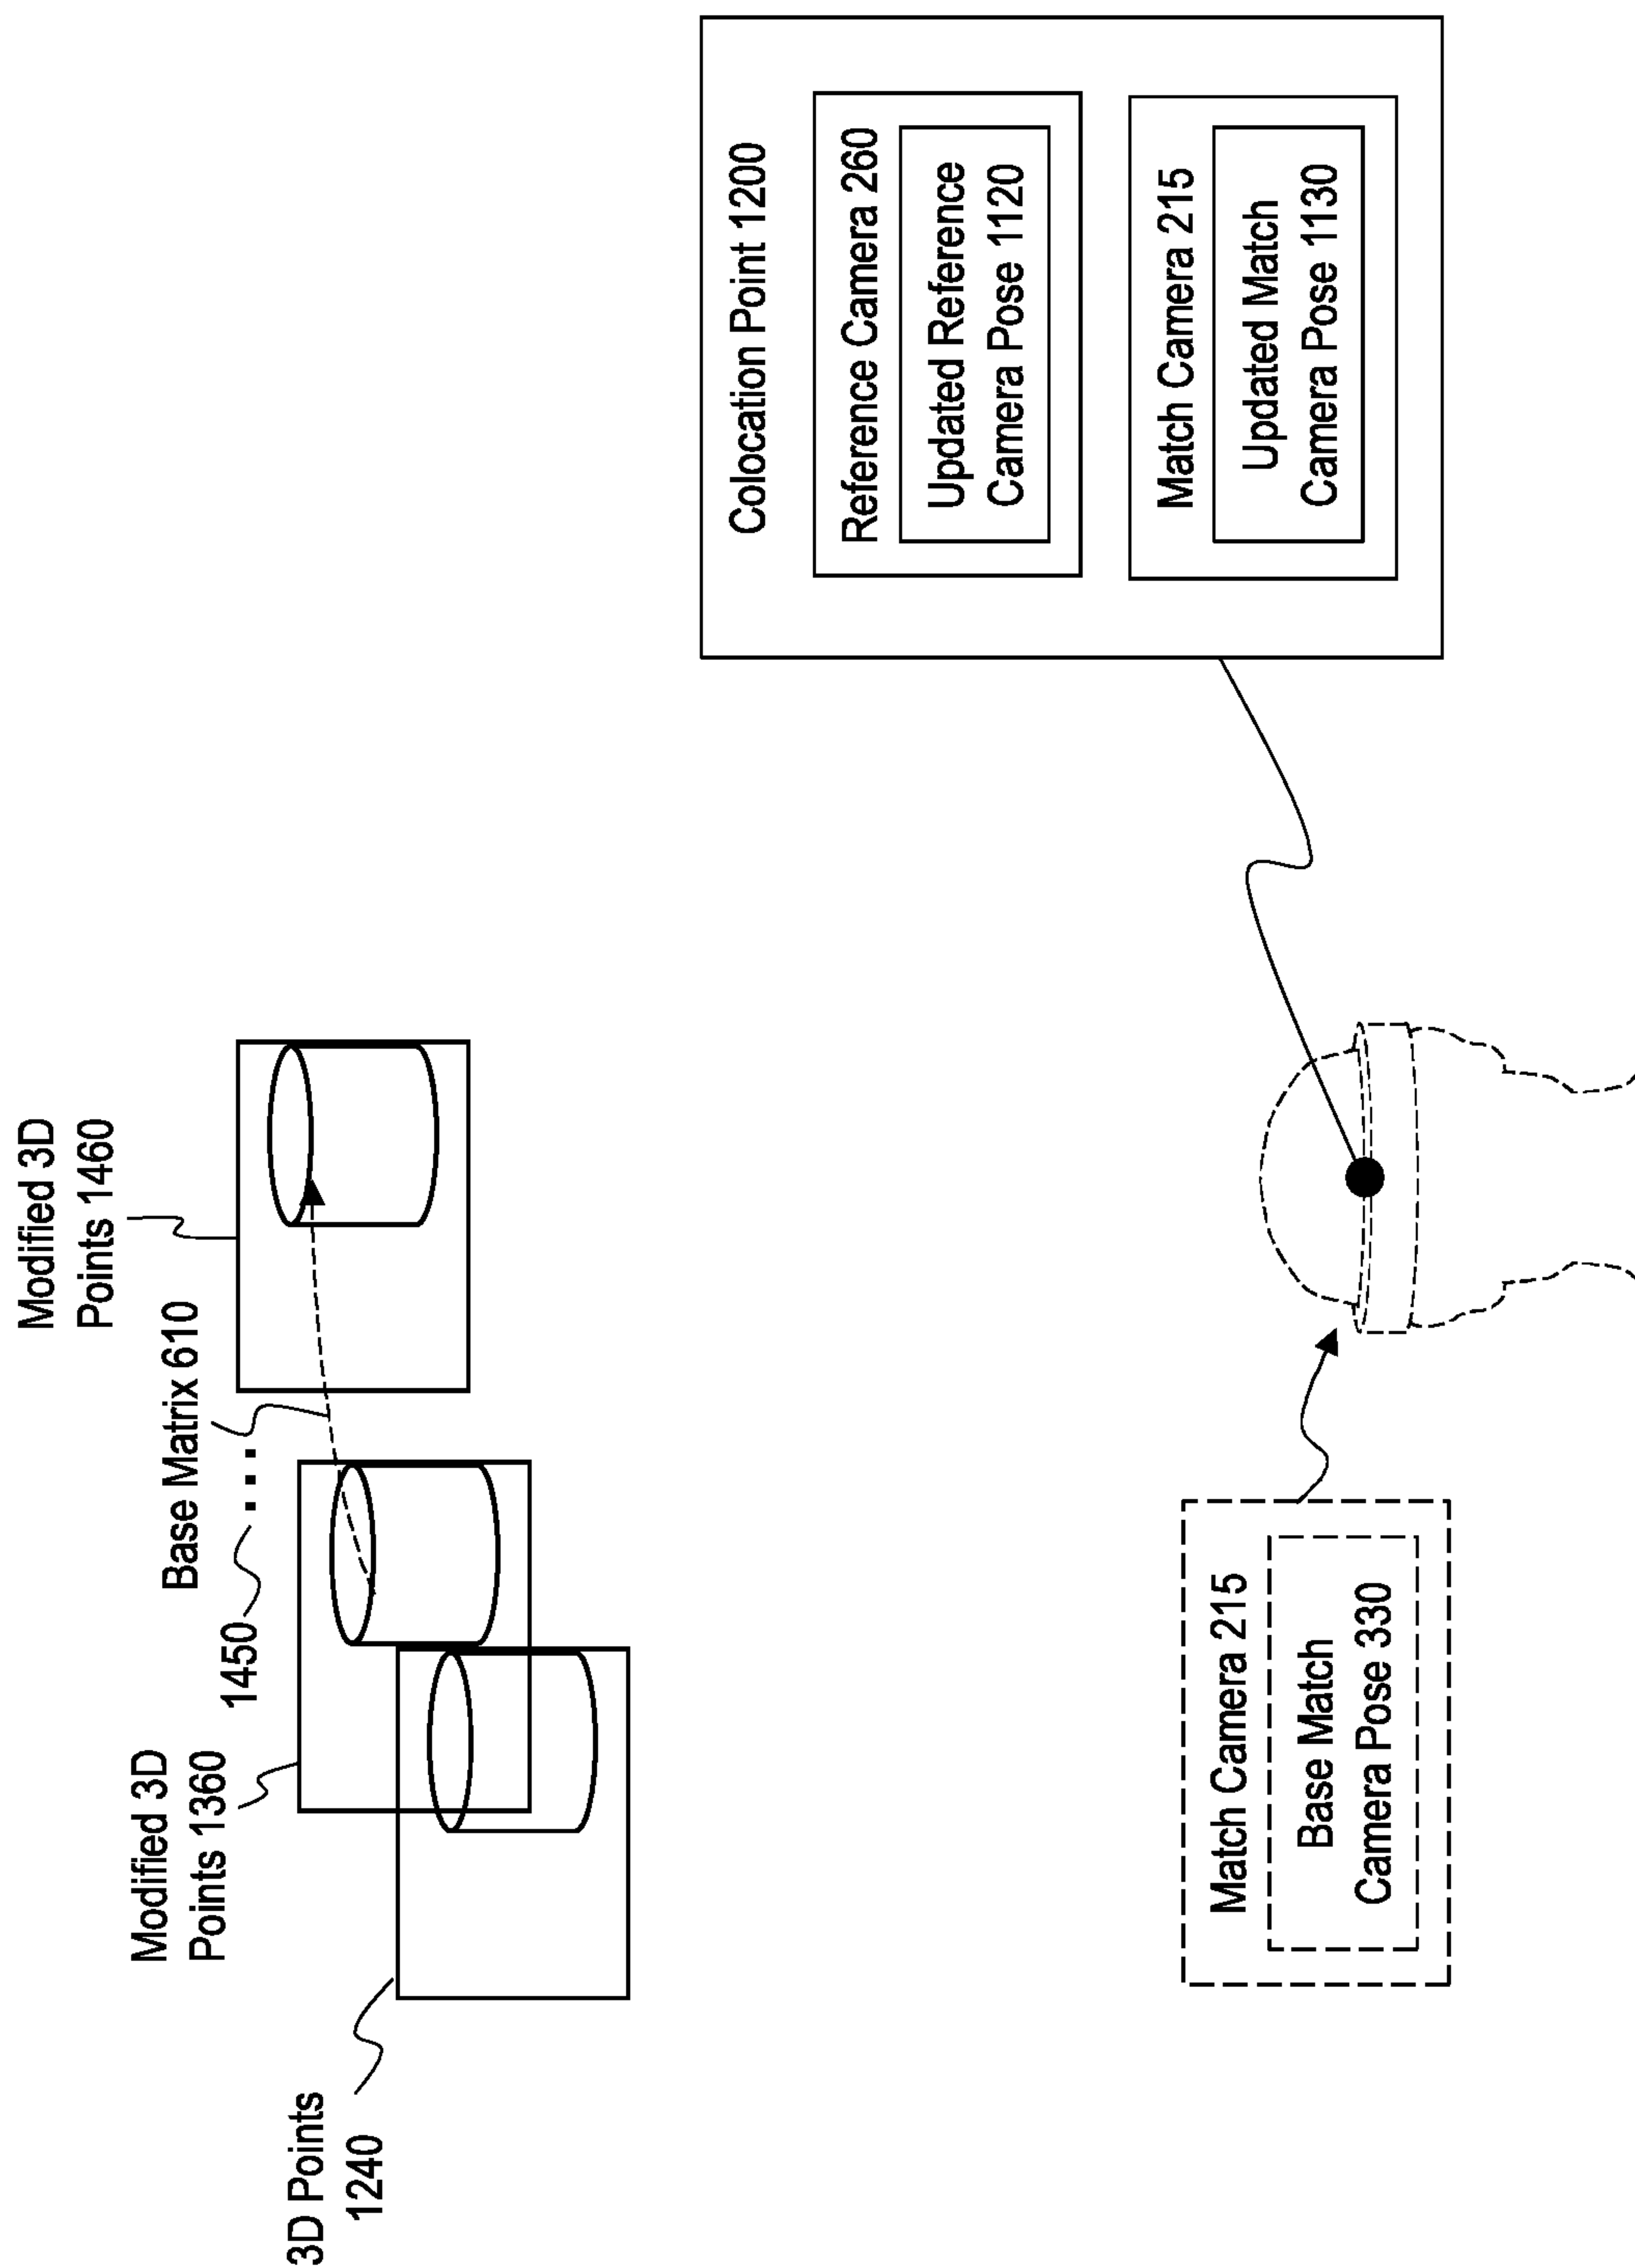 Modified 3D
Points 1460
Base Matrix 610
1450
Modified 3D
Points 1360
3D Points
1240
Colocation Point 1200
Reference Camera 260
Updated Reference
Camera Pose 1120
Match Camera 215
Updated Match
Camera Pose 1130
Match Camera 215
Base Match
Camera Pose 330